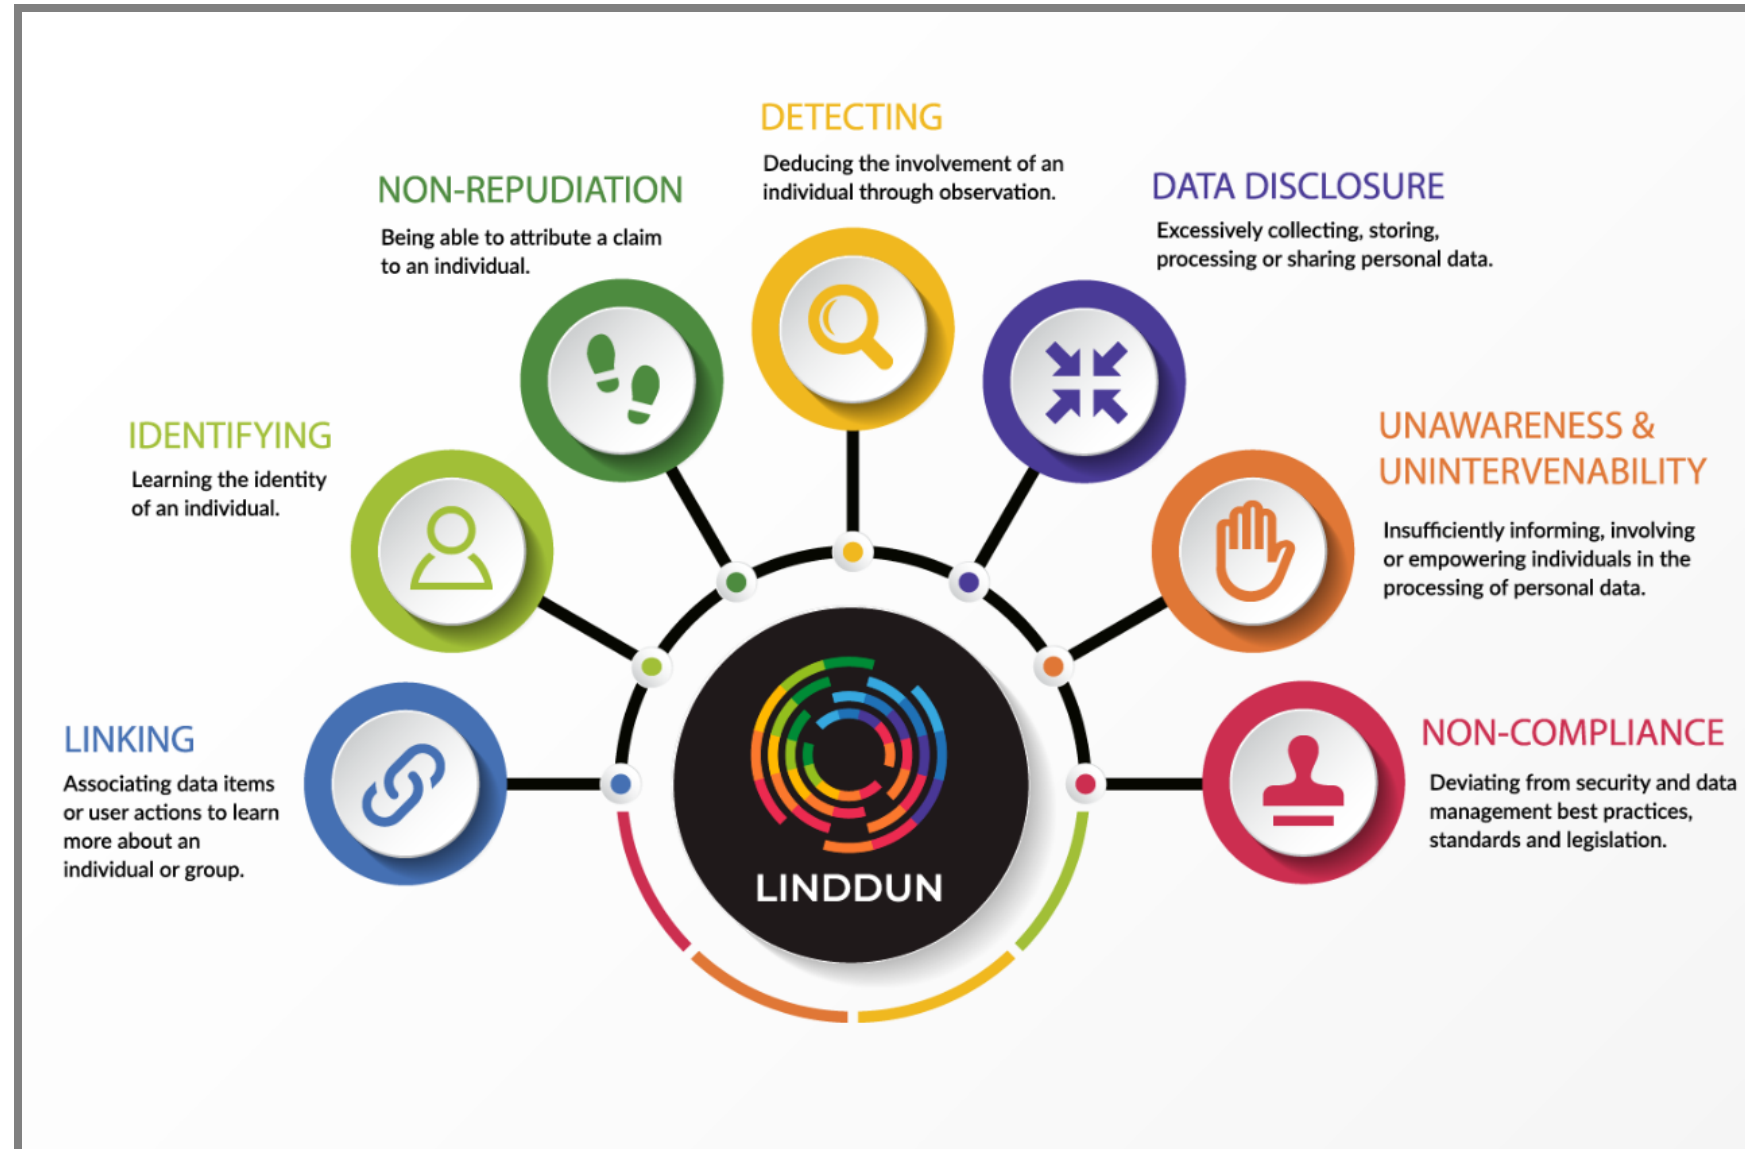 DETECTING
Deducing the involvement of an
individual through observation.
NON-REPUDIATION
Being able to attribute a claim
to an individual.
DATA DISCLOSURE
Excessively collecting, storing,
processing or sharing personal data.
IDENTIFYING
Learning the identity
of an individual.
UNAWARENESS &
UNINTERVENABILITY
Insufficiently informing, involving
or empowering individuals in the
processing of personal data.
LINKING
Associating data items
or user actions to learn
more about an
individual or group.
NON-COMPLIANCE
Deviating from security and data
management best practices,
standards and legislation.
LINDDUN